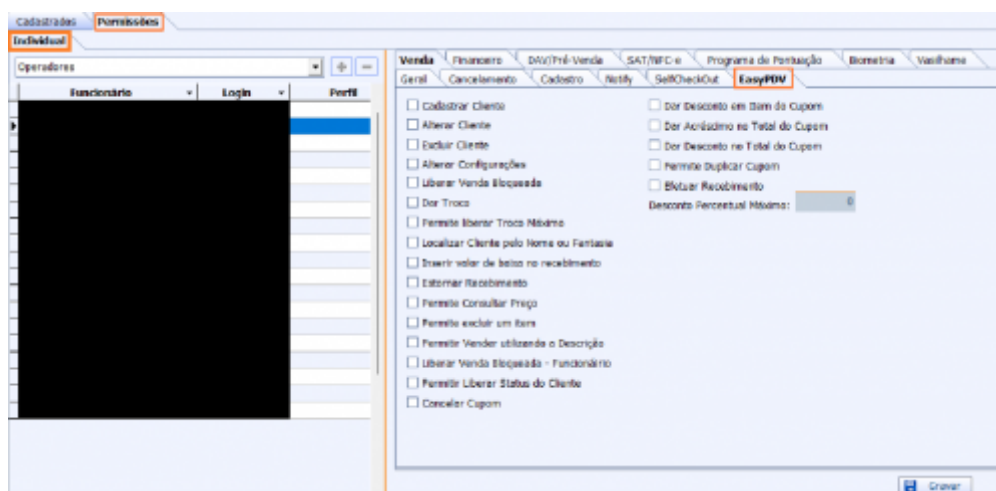 Cadastrados Permissões
Individual
Operadores
Funcionário Login Perfil
Venda Financeiro DAV/Pré-Venda SAT/NFC-e Programa de Pontuação Biometria Vasilhame
Geral Cancelamento Cadastro Notify SelfCheckOut EasyPDV
Cadastrar Cliente
Alterar Cliente
Excluir Cliente
Alterar Configurações
Liberar Venda Bloqueada
Dar Troco
Permite liberar Troco Máximo
Localizar Cliente pelo Nome ou Fantasia
Inserir valor de baixa no recebimento
Estornar Recebimento
Permite Consultar Preço
Permite excluir um Item
Permitir Vender utilizando a Descrição
Liberar Venda Bloqueada - Funcionário
Permitir Liberar Status do Cliente
Cancelar Cupom
Dar Desconto em Item do Cupom
Dar Acréscimo no Total do Cupom
Dar Desconto no Total do Cupom
Permite Duplicar Cupom
Efetuar Recebimento
Desconto Percentual Máximo: 0
Gravar